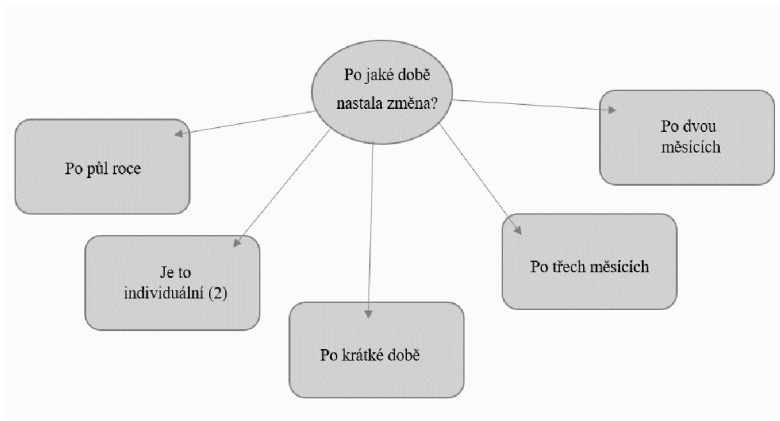 Po jaké době
nastala změna?
Po půl roce
Je to
individuální (2)
Po krátké době
Po třech měsících
Po dvou
měsících